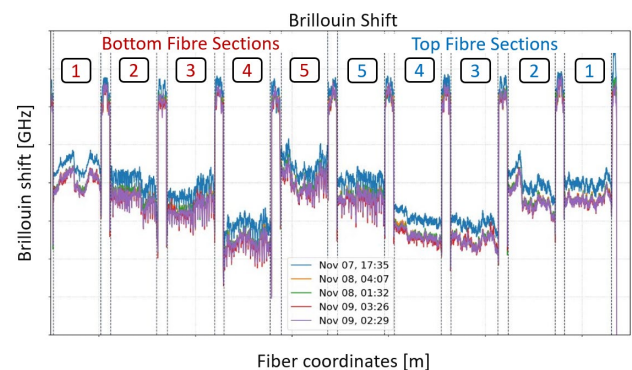 Brillouin Shift
Bottom Fibre Sections
Top Fibre Sections
1 2 3 4 5 5 4 3 2 1
Brillouin shift [GHz]
Nov 07, 17:35
Nov 08, 04:07
Nov 08, 01:32
Nov 09, 03:26
Nov 09, 02:29
Fiber coordinates [m]